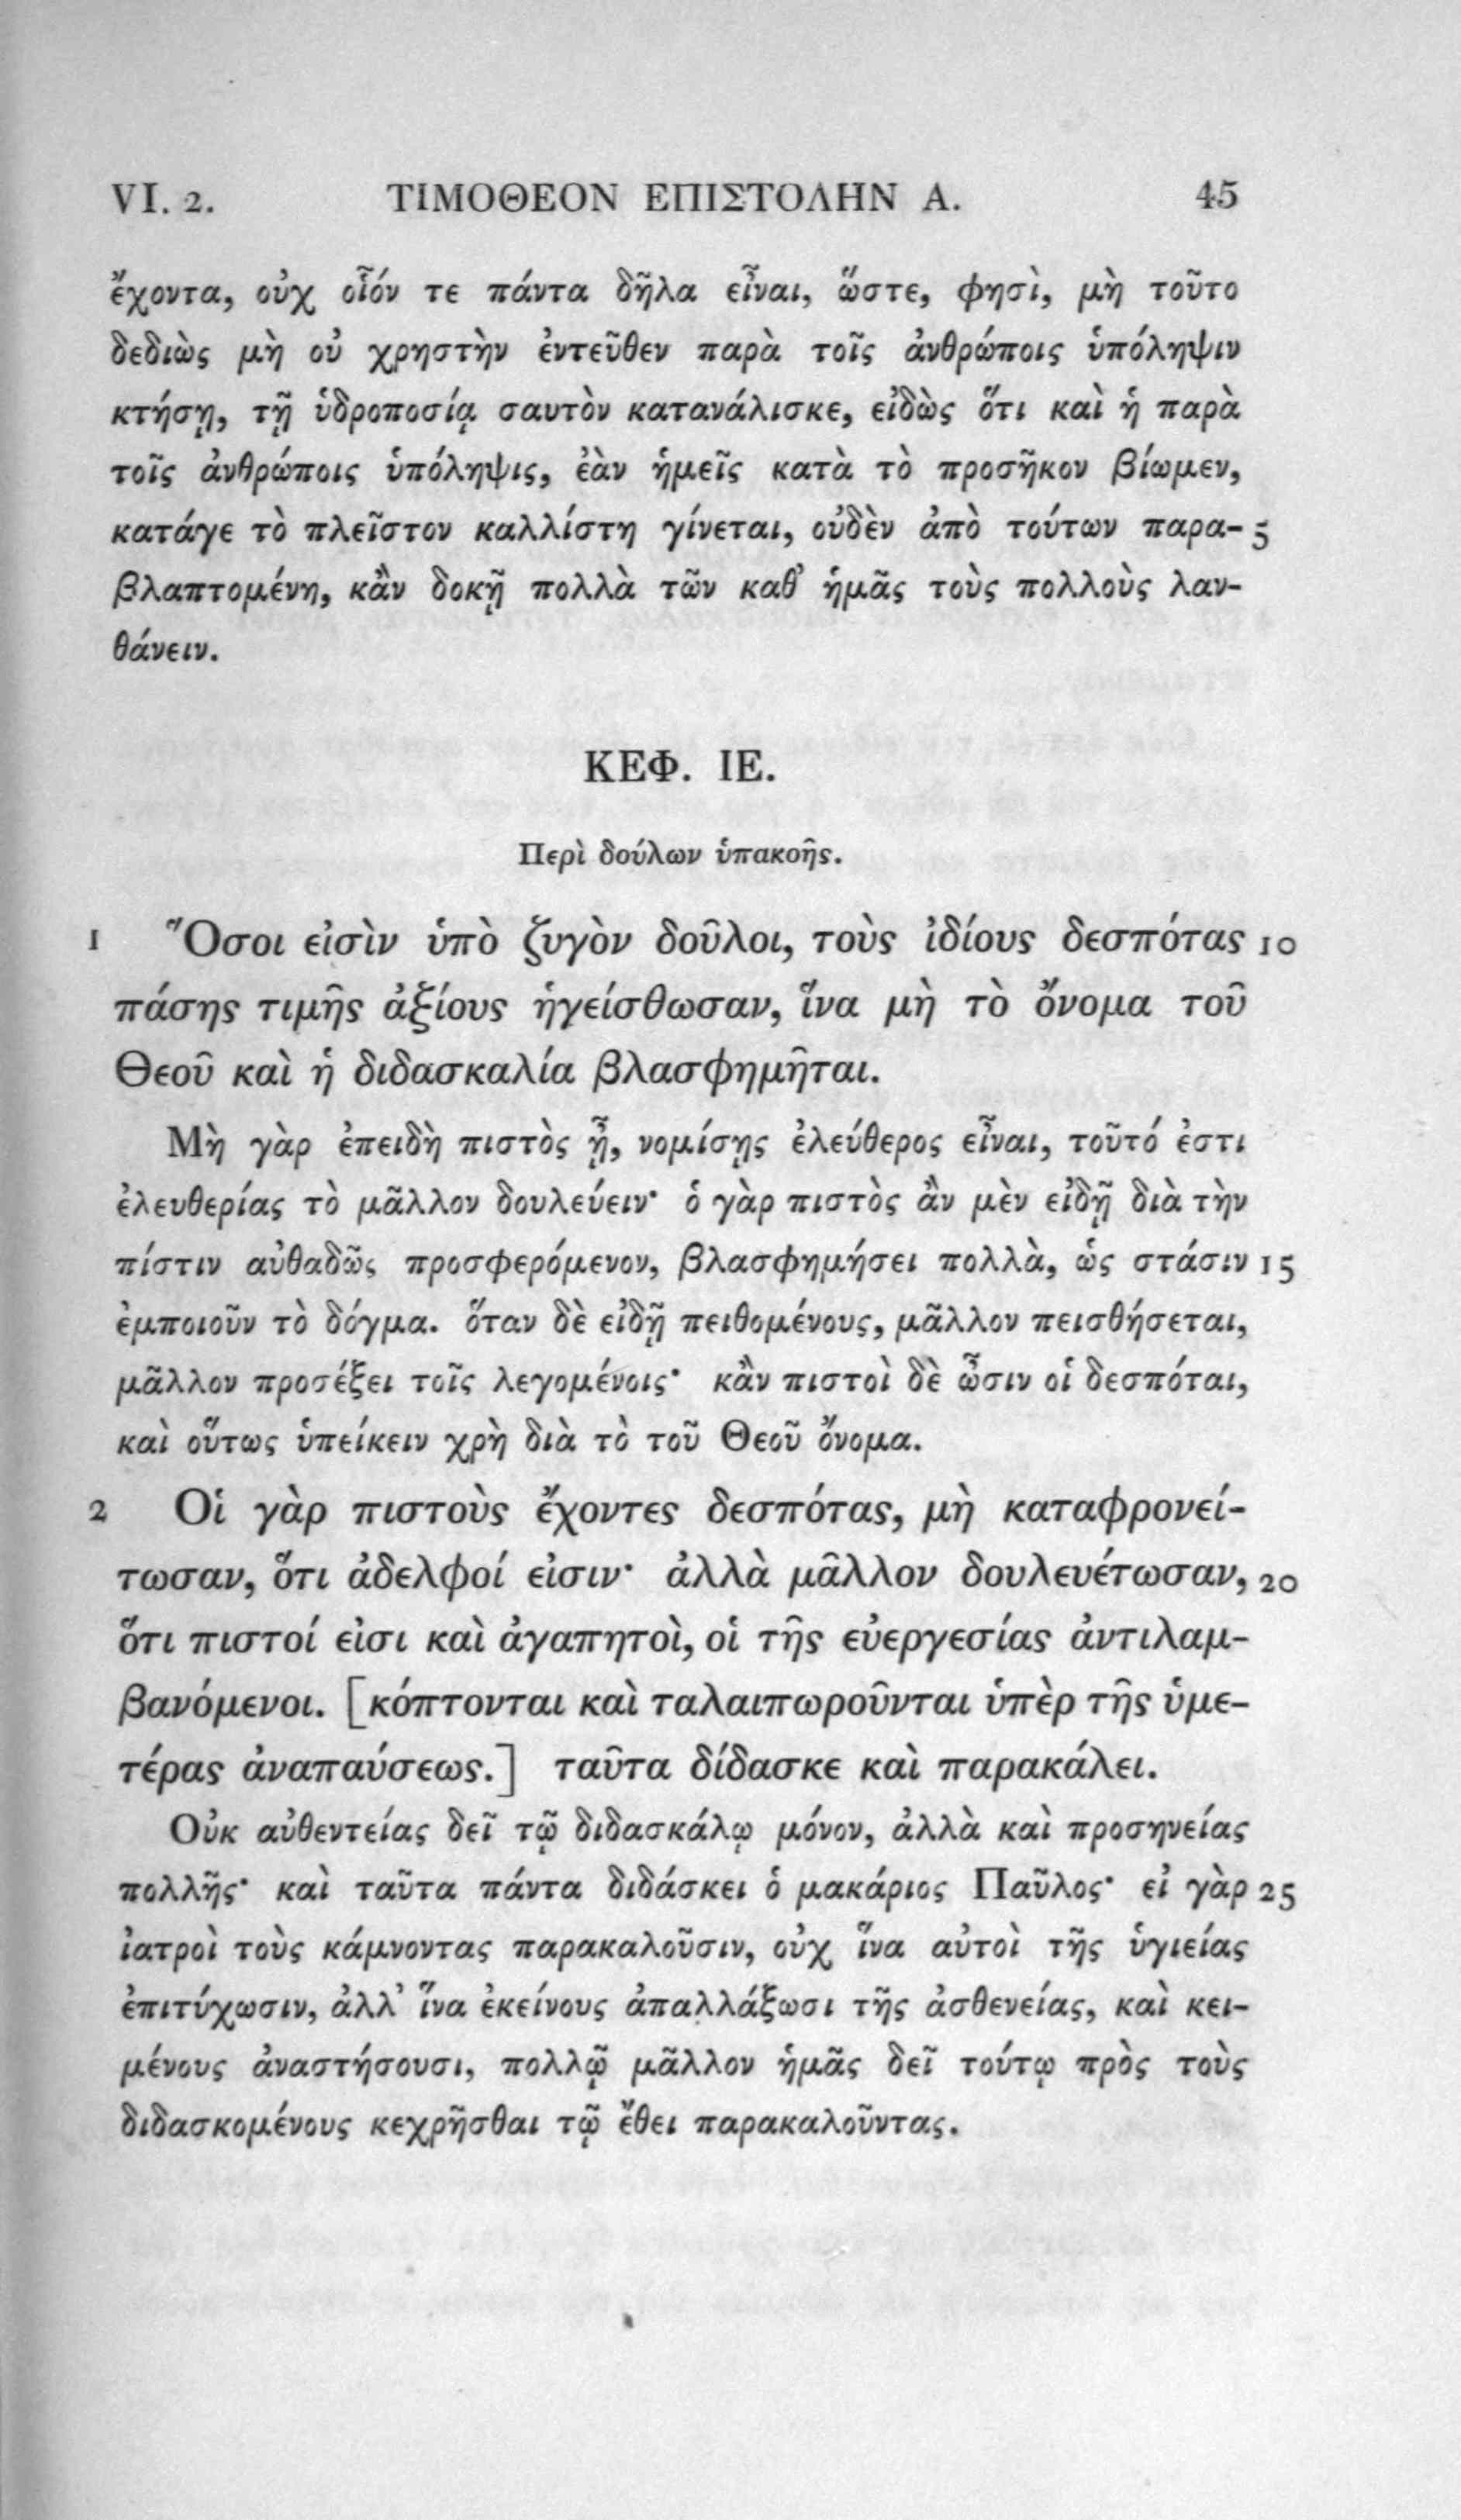 VI. 2. ΤΙΜΟΘΕΟΝ ΕΠΙΣΤΟΛΗΝ Α. 45
ἔχοντα, οὐχ οἷόν τε πάντα δῆλα εἶναι, ὥστε, φησὶ, μὴ τοῦτο
δεδιὼς μὴ οὐ χρηστὴν ἐντεῦθεν παρὰ τοῖς ἀνθρώποις ὑπόληψιν
κτήσῃ, τῇ ὑδροποσίᾳ σαυτὸν κατανάλισκε, εἰδὼς ὅτι καὶ ἡ παρὰ
τοῖς ἀνθρώποις ὑπόληψις, ἐὰν ἡμεῖς κατὰ τὸ προσῆκον βίωμεν,
κατάγε τὸ πλεῖστον καλλίστη γίνεται, οὐδὲν ἀπὸ τούτων παρα- 5
βλαπτομένη, κἂν δοκῇ πολλὰ τῶν καθ’ ἡμᾶς τοὺς πολλοὺς λαν-
θάνειν.
ΚΕΦ. ΙΕ.
Περὶ δούλων ὑπακοῆς.
1 Ὅσοι εἰσὶν ὑπὸ ζυγὸν δοῦλοι, τοὺς ἰδίους δεσπότας 10
πάσης τιμῆς ἀξίους ἡγείσθωσαν, ἵνα μὴ τὸ ὄνομα τοῦ
Θεοῦ καὶ ἡ διδασκαλία βλασφημῆται.
Μὴ γὰρ ἐπειδὴ πιστὸς ᾖ, νομίσῃς ἐλεύθερος εἶναι, τοῦτό ἐστι
ἐλευθερίας τὸ μᾶλλον δουλεύειν· ὁ γὰρ πιστὸς ἂν μὲν εἰδῇ διὰ τὴν
πίστιν αὐθαδῶς προσφερόμενον, βλασφημήσει πολλὰ, ὡς στάσιν 15
ἐμποιοῦν τὸ δόγμα. ὅταν δὲ εἰδῇ πειθομένους, μᾶλλον πεισθήσεται,
μᾶλλον προσέξει τοῖς λεγομένοις· κἂν πιστοὶ δὲ ὦσιν οἱ δεσπόται,
καὶ οὕτως ὑπείκειν χρὴ διὰ τὸ τοῦ Θεοῦ ὄνομα.
2 Οἱ γὰρ πιστοὺς ἔχοντες δεσπότας, μὴ καταφρονεί-
τωσαν, ὅτι ἀδελφοί εἰσιν· ἀλλὰ μᾶλλον δουλευέτωσαν, 20
ὅτι πιστοί εἰσι καὶ ἀγαπητοὶ, οἱ τῆς εὐεργεσίας ἀντιλαμ-
βανόμενοι. [κόπτονται καὶ ταλαιπωροῦνται ὑπὲρ τῆς ὑμε-
τέρας ἀναπαύσεως.] ταῦτα δίδασκε καὶ παρακάλει.
Οὐκ αὐθεντείας δεῖ τῷ διδασκάλῳ μόνον, ἀλλὰ καὶ προσηνείας
πολλῆς· καὶ ταῦτα πάντα διδάσκει ὁ μακάριος Παῦλος· εἰ γὰρ 25
ἰατροὶ τοὺς κάμνοντας παρακαλοῦσιν, οὐχ ἵνα αὐτοὶ τῆς ὑγιείας
ἐπιτύχωσιν, ἀλλ’ ἵνα ἐκείνους ἀπαλλάξωσι τῆς ἀσθενείας, καὶ κει-
μένους ἀναστήσουσι, πολλῷ μᾶλλον ἡμᾶς δεῖ τούτῳ πρὸς τοὺς
διδασκομένους κεχρῆσθαι τῷ ἔθει παρακαλοῦντας.